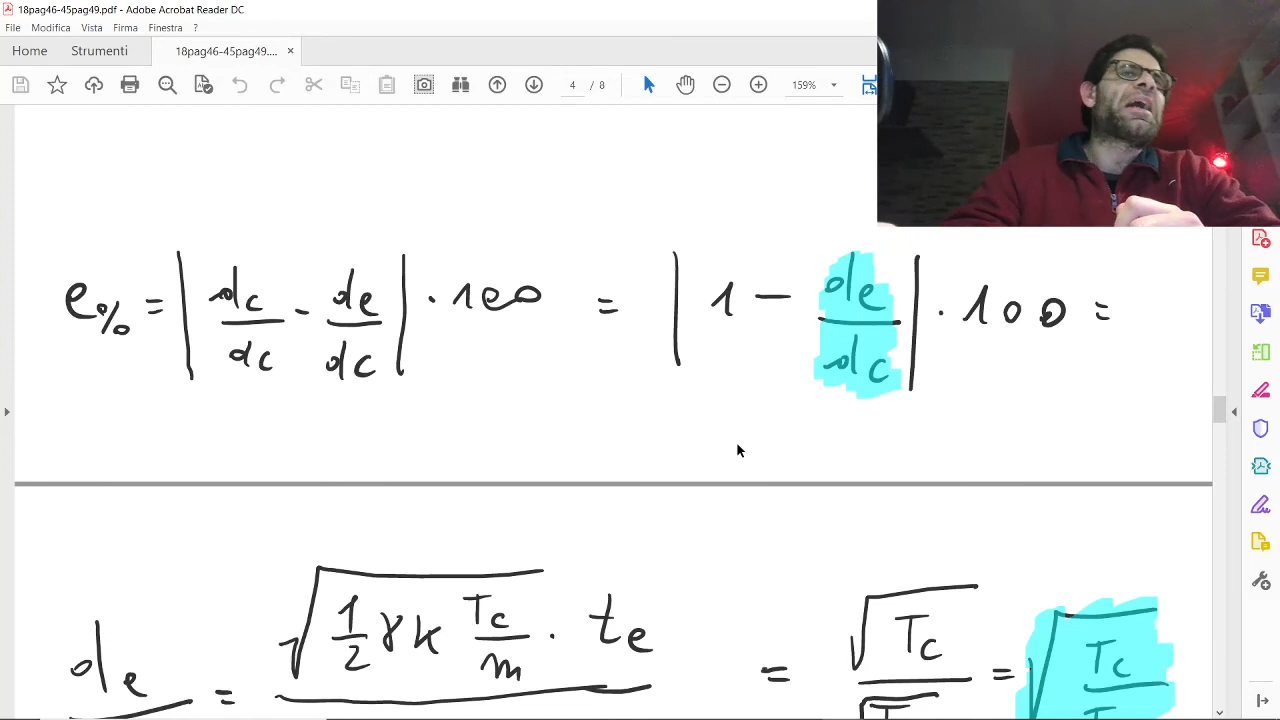 18pag46-45pag49.pdf - Adobe Acrobat Reader DC
File Modifica Vista Firma Finestra ?
Home Strumenti 18pag46-45pag49.... ×
4 / 8 159%
e% = | dc/dc - de/dc | · 100 = | 1 - de/dc | · 100 =
de = √(1/2 γ k Tc/m) · te = √Tc / √T = √(Tc/T